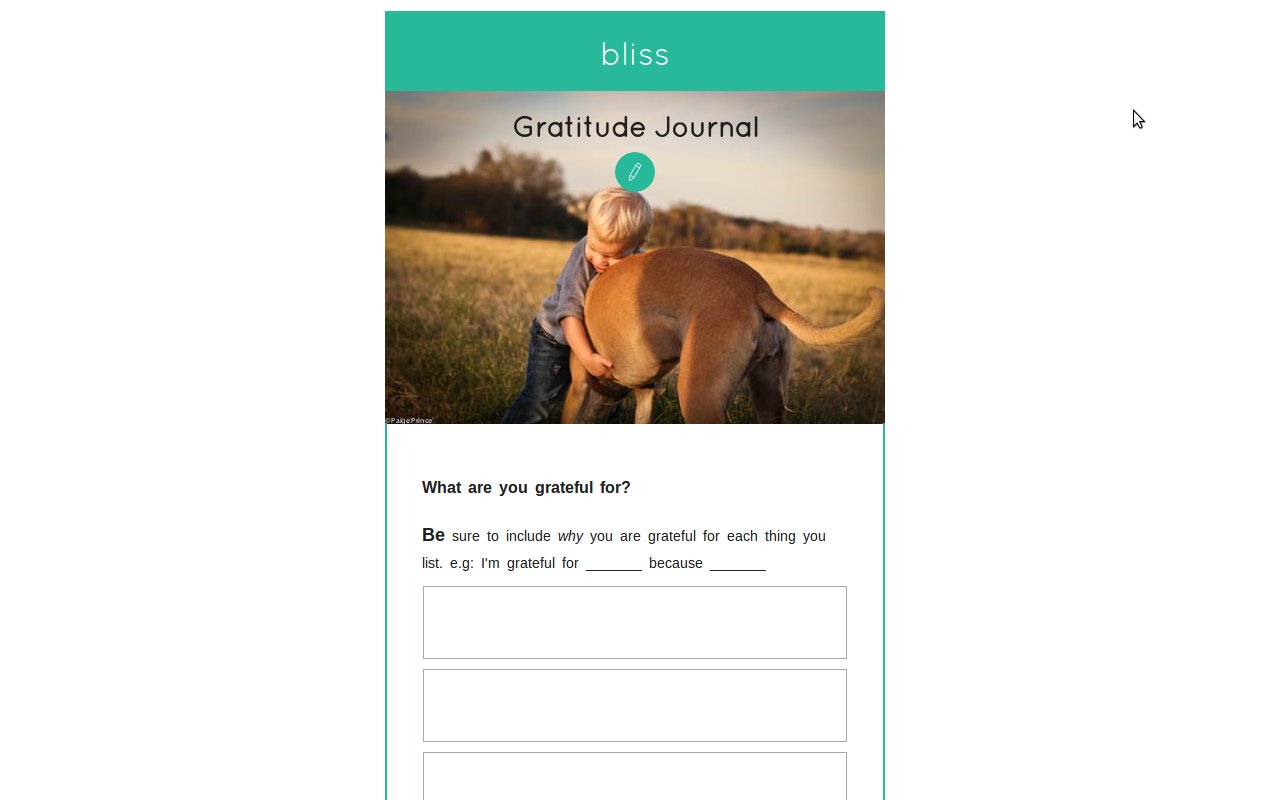 bliss
Gratitude Journal
©Paige Prince
What are you grateful for?
Be sure to include why you are grateful for each thing you
list. e.g: I'm grateful for _______ because _______